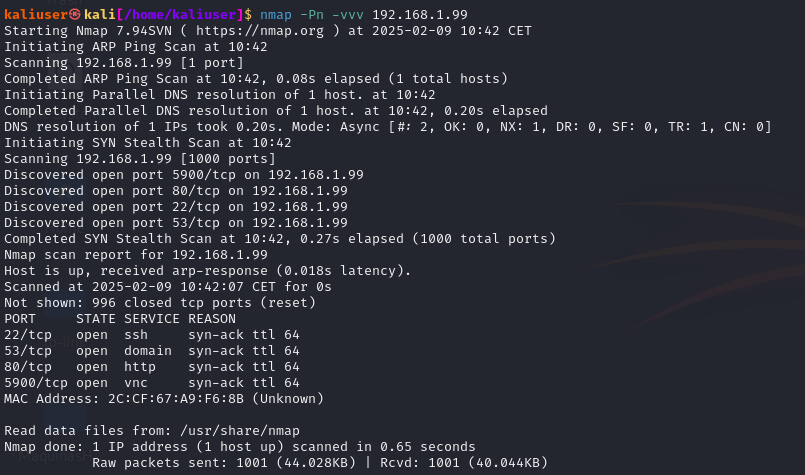 kaliuser㉿kali[/home/kaliuser]$ nmap -Pn -vvv 192.168.1.99
Starting Nmap 7.94SVN ( https://nmap.org ) at 2025-02-09 10:42 CET
Initiating ARP Ping Scan at 10:42
Scanning 192.168.1.99 [1 port]
Completed ARP Ping Scan at 10:42, 0.08s elapsed (1 total hosts)
Initiating Parallel DNS resolution of 1 host. at 10:42
Completed Parallel DNS resolution of 1 host. at 10:42, 0.20s elapsed
DNS resolution of 1 IPs took 0.20s. Mode: Async [#: 2, OK: 0, NX: 1, DR: 0, SF: 0, TR: 1, CN: 0]
Initiating SYN Stealth Scan at 10:42
Scanning 192.168.1.99 [1000 ports]
Discovered open port 5900/tcp on 192.168.1.99
Discovered open port 80/tcp on 192.168.1.99
Discovered open port 22/tcp on 192.168.1.99
Discovered open port 53/tcp on 192.168.1.99
Completed SYN Stealth Scan at 10:42, 0.27s elapsed (1000 total ports)
Nmap scan report for 192.168.1.99
Host is up, received arp-response (0.018s latency).
Scanned at 2025-02-09 10:42:07 CET for 0s
Not shown: 996 closed tcp ports (reset)
PORT     STATE SERVICE REASON
22/tcp   open  ssh     syn-ack ttl 64
53/tcp   open  domain  syn-ack ttl 64
80/tcp   open  http    syn-ack ttl 64
5900/tcp open  vnc     syn-ack ttl 64
MAC Address: 2C:CF:67:A9:F6:8B (Unknown)

Read data files from: /usr/share/nmap
Nmap done: 1 IP address (1 host up) scanned in 0.65 seconds
           Raw packets sent: 1001 (44.028KB) | Rcvd: 1001 (40.044KB)